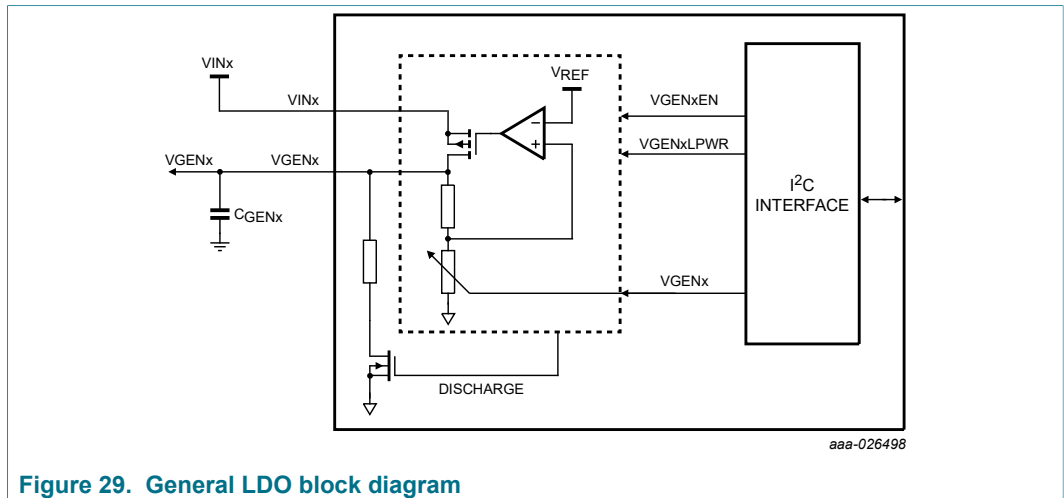 VINx
VINx
VREF
−
+
VGENxEN
VGENxLPWR
VGENx
VGENx
CGENx
I2C
INTERFACE
VGENx
DISCHARGE
aaa-026498
Figure 29. General LDO block diagram